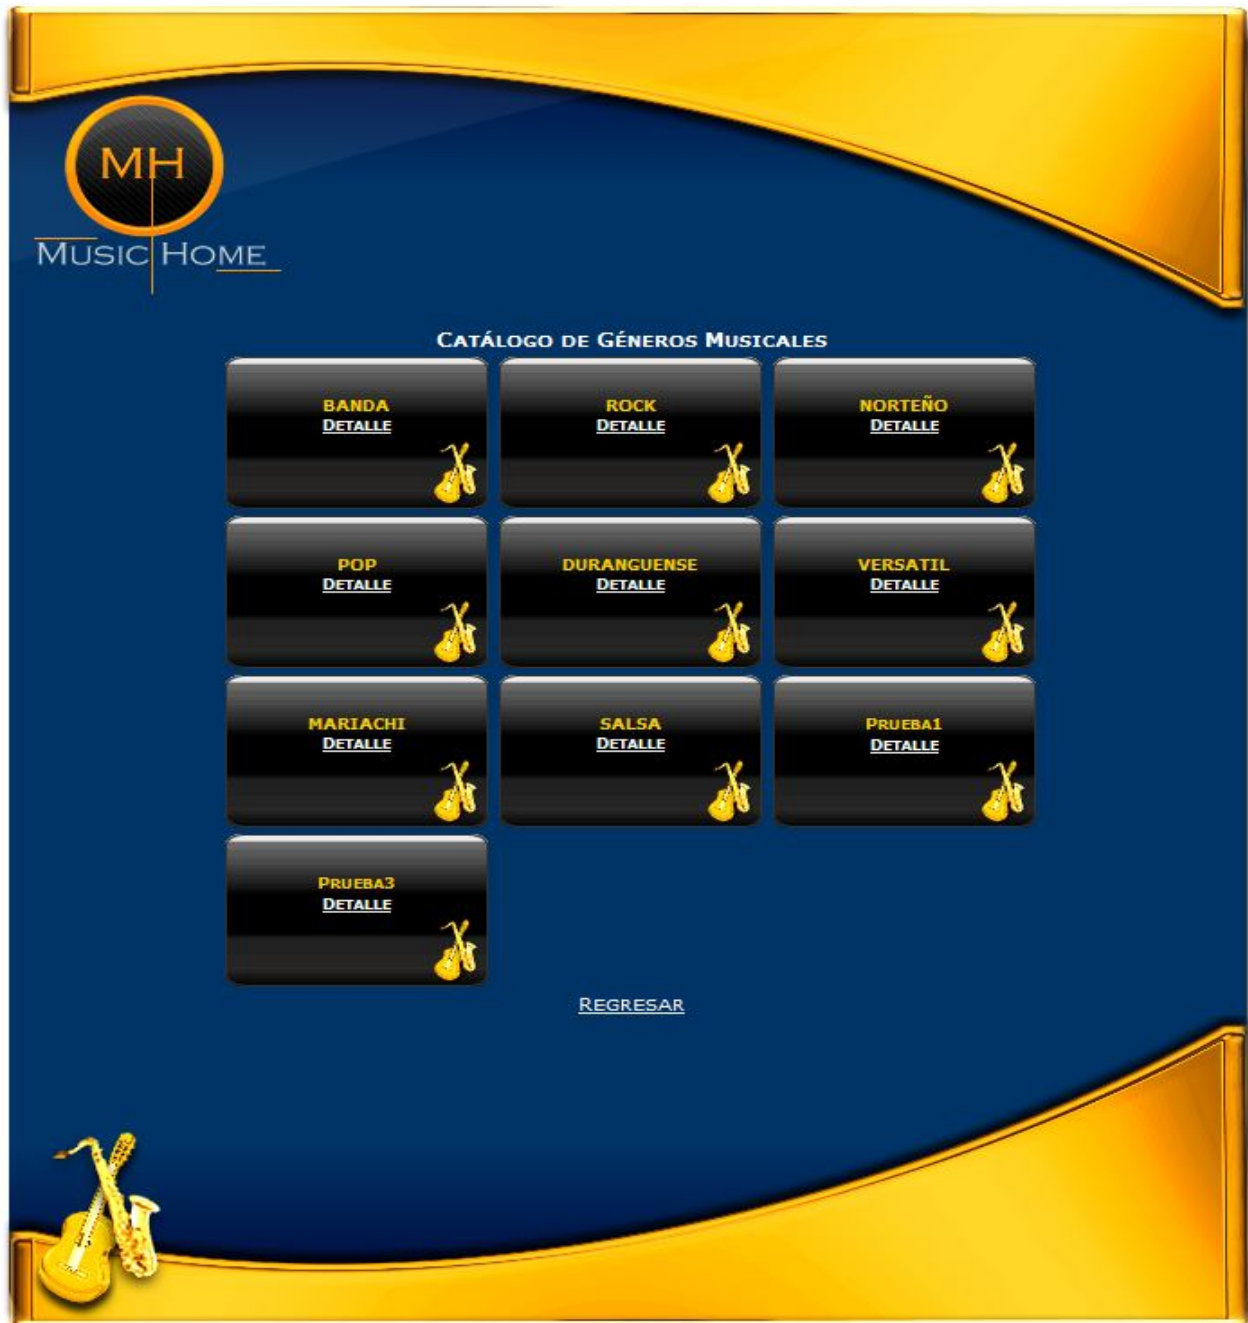 MH
MUSIC HOME
CATÁLOGO DE GÉNEROS MUSICALES
BANDA
DETALLE
ROCK
DETALLE
NORTEÑO
DETALLE
POP
DETALLE
DURANGUENSE
DETALLE
VERSATIL
DETALLE
MARIACHI
DETALLE
SALSA
DETALLE
PRUEBA1
DETALLE
PRUEBA3
DETALLE
REGRESAR